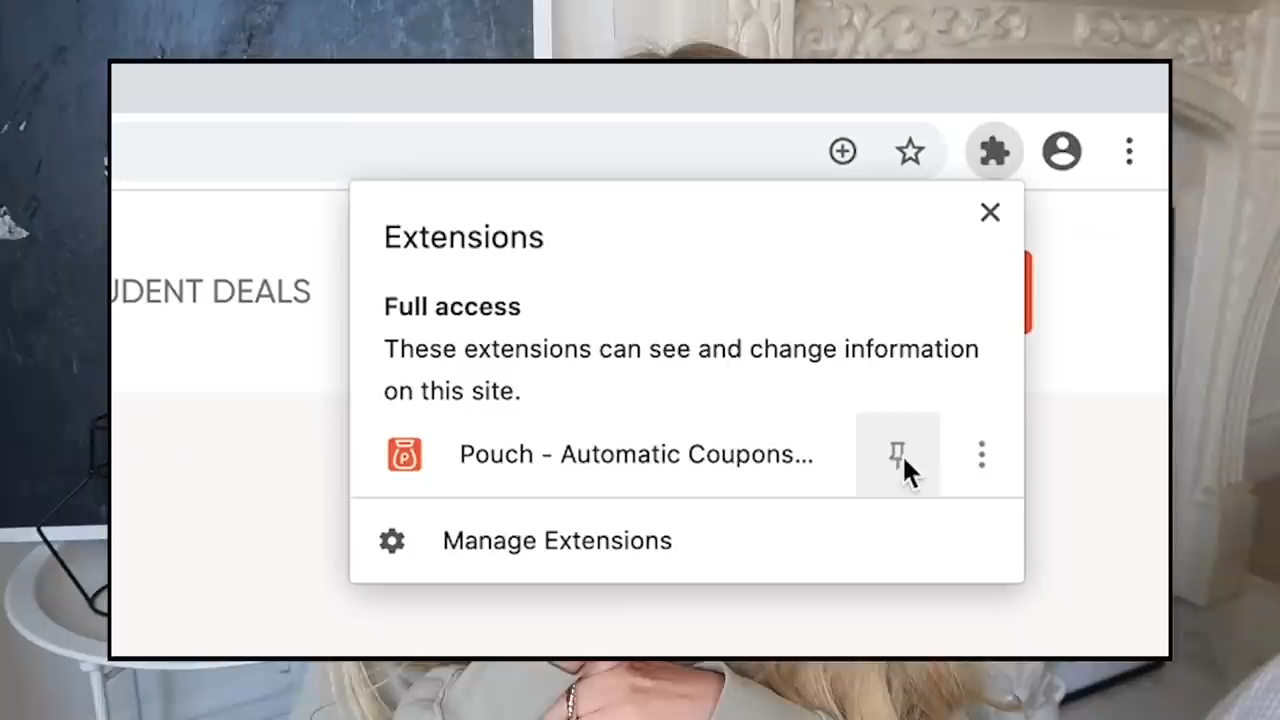 Extensions
UDENT DEALS
Full access
These extensions can see and change information
on this site.
Pouch - Automatic Coupons...
Manage Extensions